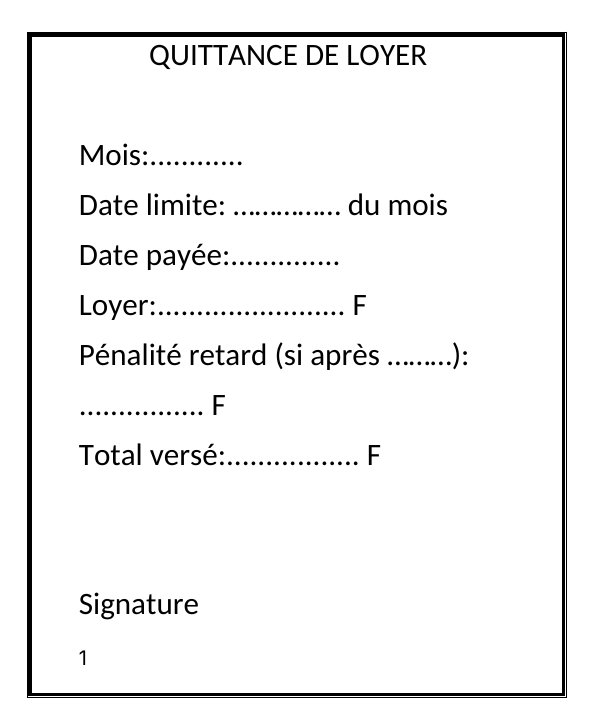 QUITTANCE DE LOYER
Mois:............
Date limite: …………… du mois
Date payée:..............
Loyer:........................ F
Pénalité retard (si après ………):
................ F
Total versé:................. F
Signature
1